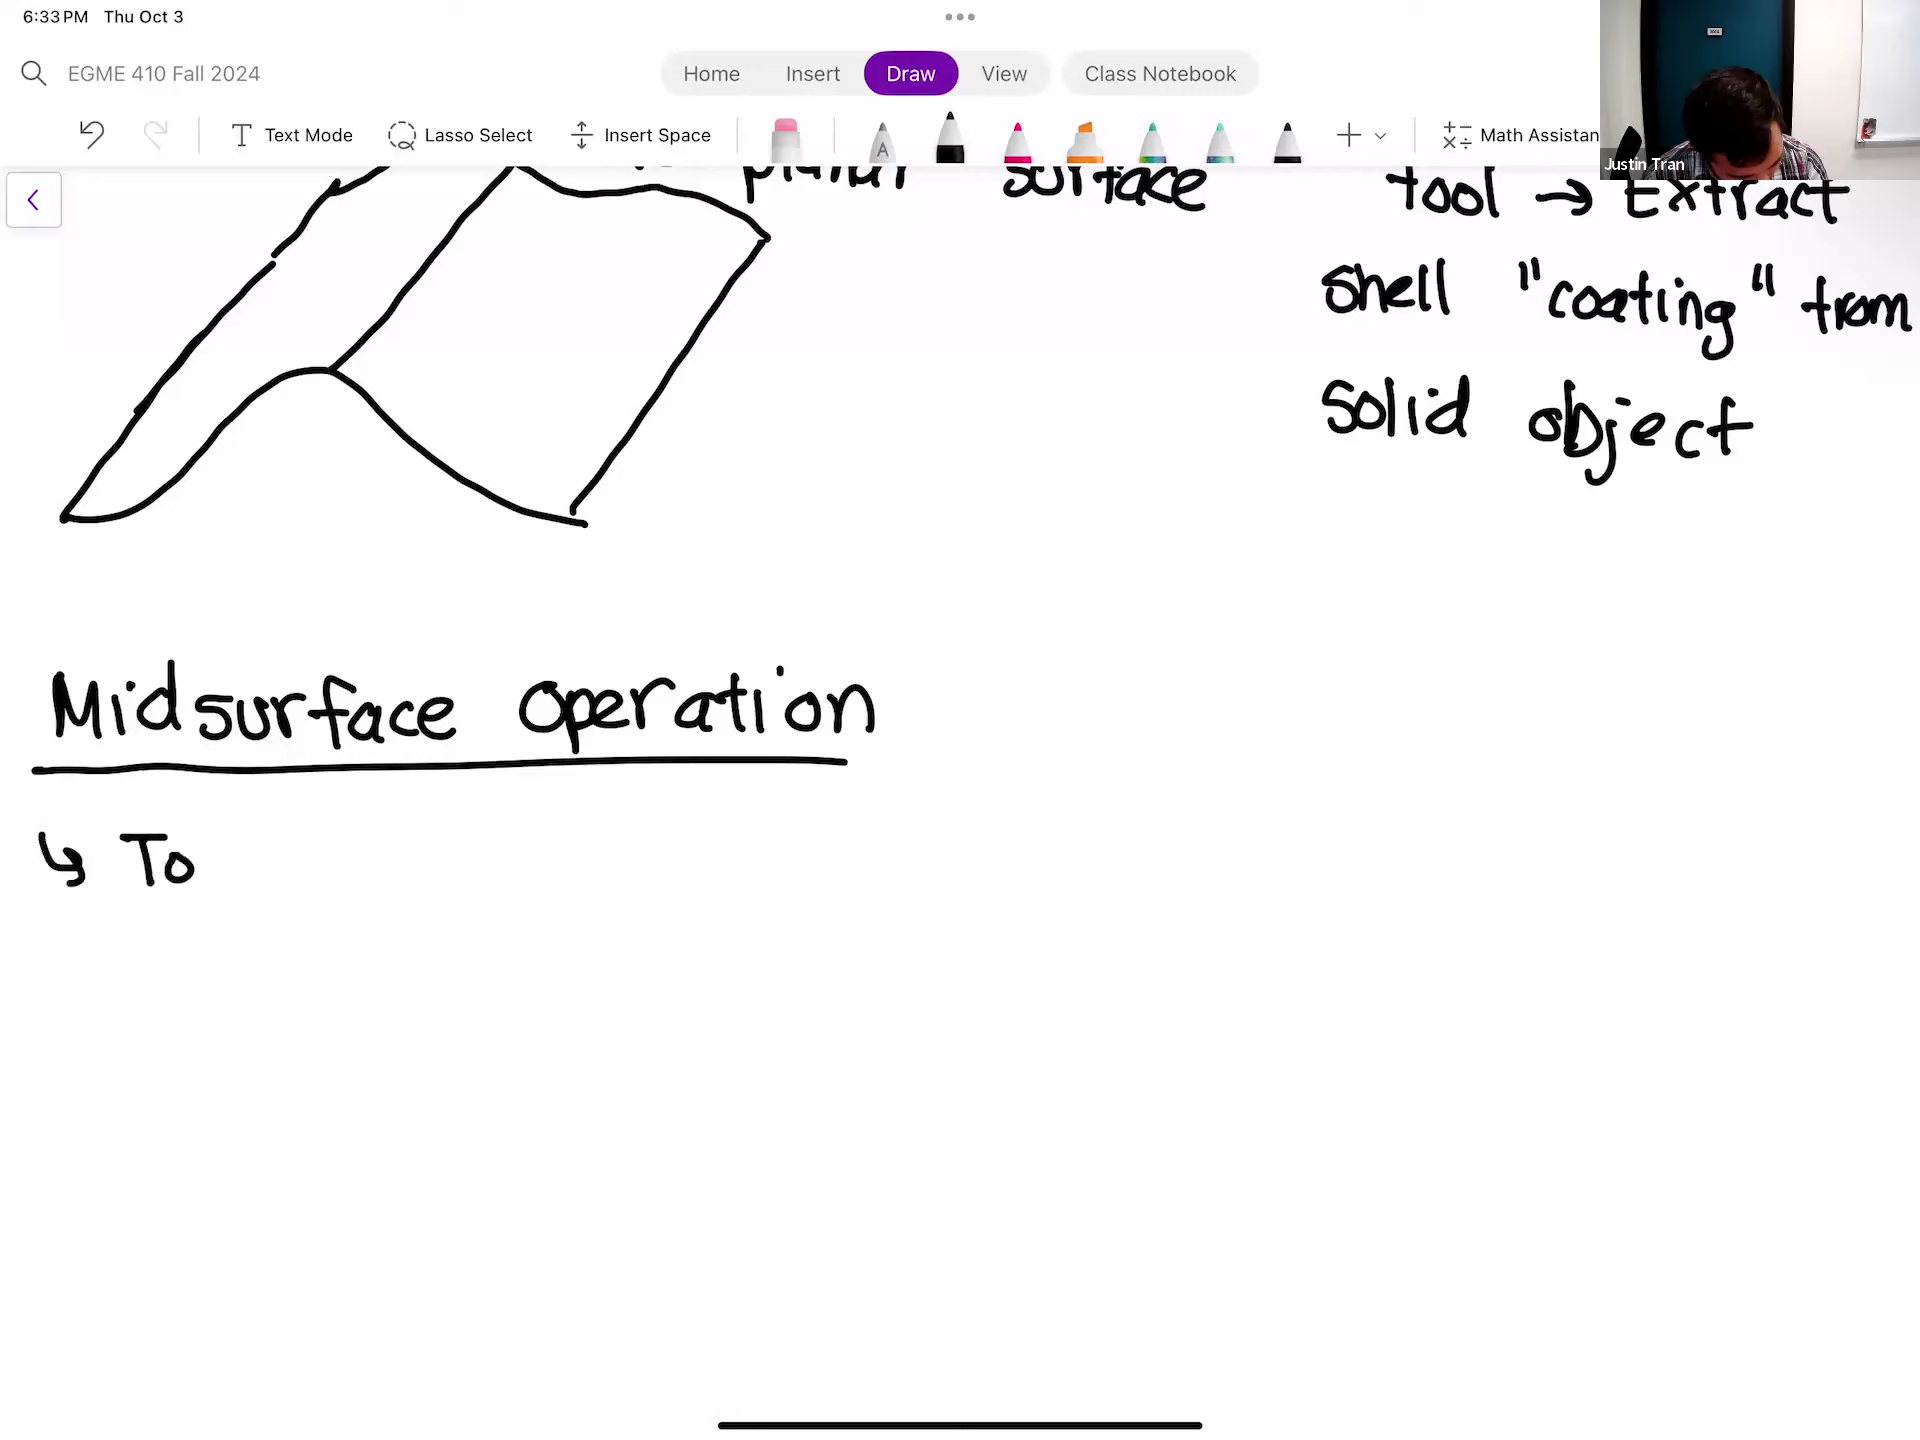 6:33 PM Thu Oct 3
EGME 410 Fall 2024
Home Insert Draw View Class Notebook
Text Mode Lasso Select Insert Space A Math Assistan
Justin Tran
planar surface
tool → Extract
shell "coating" from
solid object
Midsurface Operation
↳ To